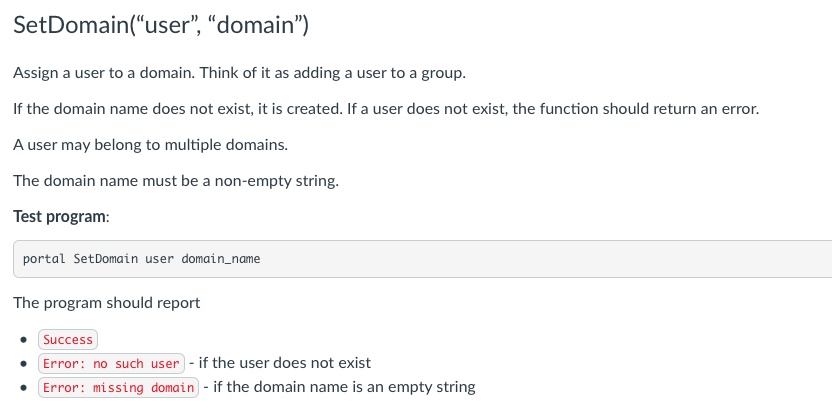 SetDomain(“user”, “domain”)
Assign a user to a domain. Think of it as adding a user to a group.
If the domain name does not exist, it is created. If a user does not exist, the function should return an error.
A user may belong to multiple domains.
The domain name must be a non-empty string.
Test program:
portal SetDomain user domain_name
The program should report
• Success
• Error: no such user - if the user does not exist
• Error: missing domain - if the domain name is an empty string